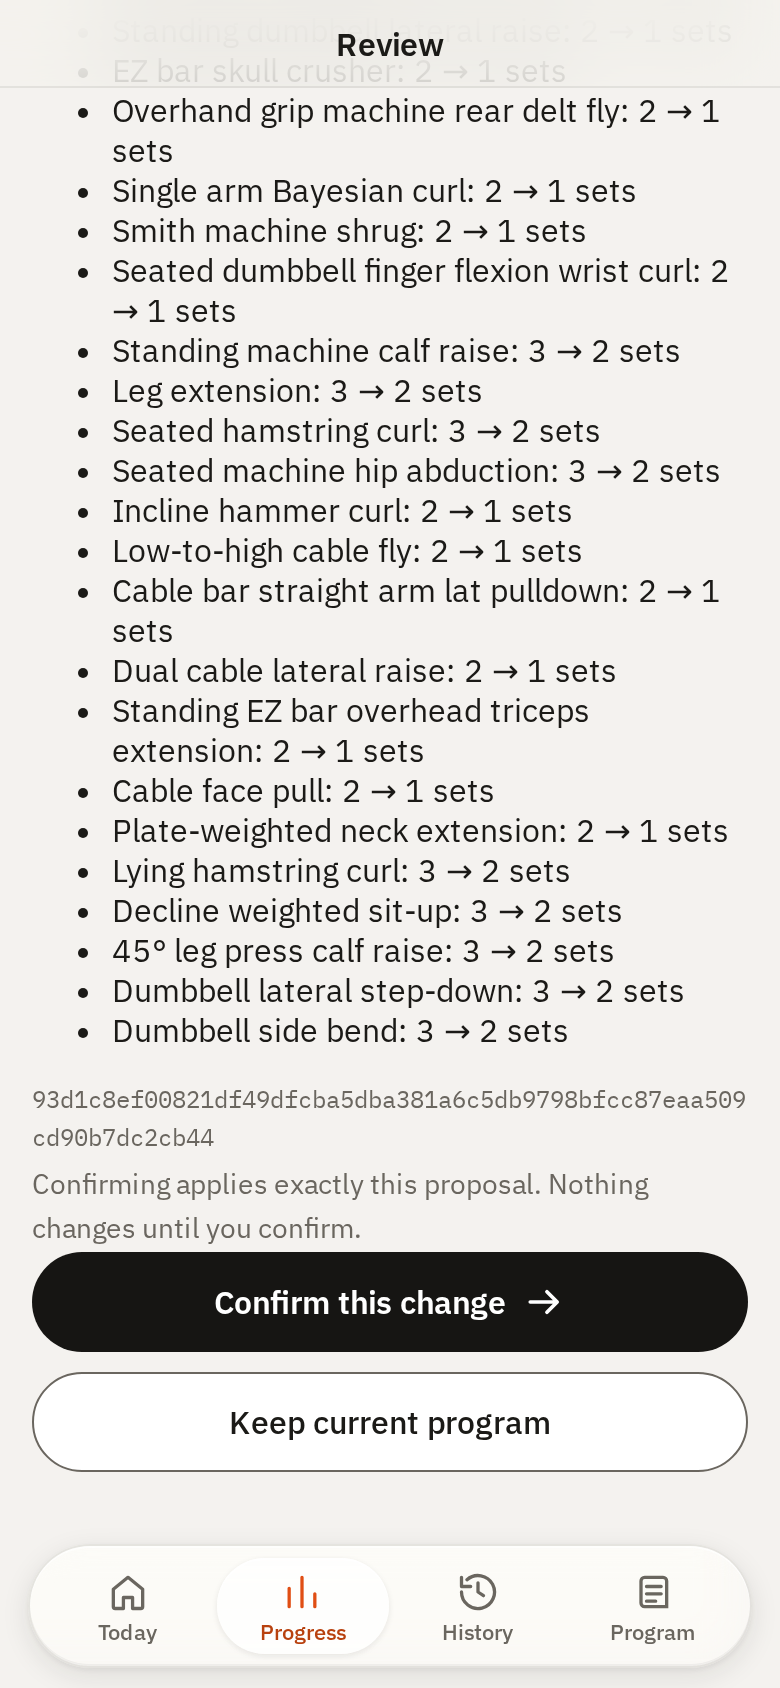 Standing dumbbell lateral raise: 2 → 1 sets
Review
EZ bar skull crusher: 2 → 1 sets
Overhand grip machine rear delt fly: 2 → 1
sets
Single arm Bayesian curl: 2 → 1 sets
Smith machine shrug: 2 → 1 sets
Seated dumbbell finger flexion wrist curl: 2
→ 1 sets
Standing machine calf raise: 3 → 2 sets
Leg extension: 3 → 2 sets
Seated hamstring curl: 3 → 2 sets
Seated machine hip abduction: 3 → 2 sets
Incline hammer curl: 2 → 1 sets
Low-to-high cable fly: 2 → 1 sets
Cable bar straight arm lat pulldown: 2 → 1
sets
Dual cable lateral raise: 2 → 1 sets
Standing EZ bar overhead triceps
extension: 2 → 1 sets
Cable face pull: 2 → 1 sets
Plate-weighted neck extension: 2 → 1 sets
Lying hamstring curl: 3 → 2 sets
Decline weighted sit-up: 3 → 2 sets
45° leg press calf raise: 3 → 2 sets
Dumbbell lateral step-down: 3 → 2 sets
Dumbbell side bend: 3 → 2 sets
93d1c8ef00821df49dfcba5dba381a6c5db9798bfcc87eaa509
cd90b7dc2cb44
Confirming applies exactly this proposal. Nothing
changes until you confirm.
Confirm this change →
Keep current program
Today
Progress
History
Program